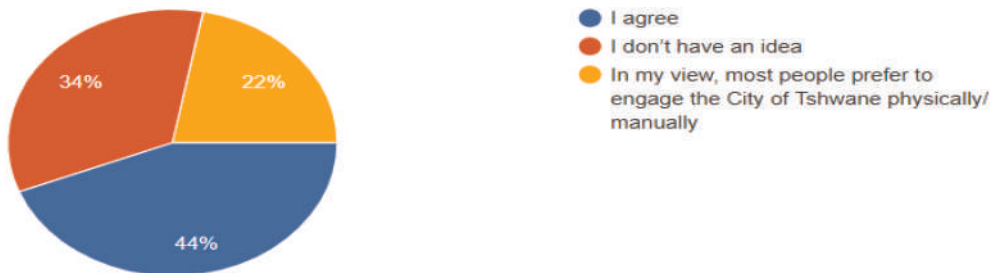 34%
22%
44%
I agree
I don't have an idea
In my view, most people prefer to
engage the City of Tshwane physically/
manually